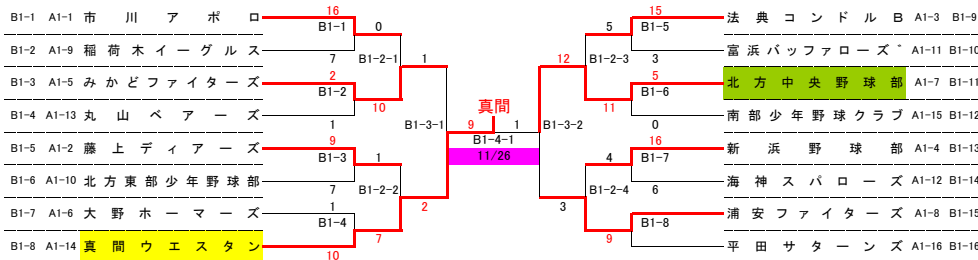 B1-1 A1-1 市川アポロ
B1-2 A1-9 稲荷木イーグルス
B1-3 A1-5 みかどファイターズ
B1-4 A1-13 丸山ベアーズ
B1-5 A1-2 藤上ディアーズ
B1-6 A1-10 北方東部少年野球部
B1-7 A1-6 大野ホーマーズ
B1-8 A1-14 真間ウエスタン
16
B1-1
7
2
B1-2
1
9
B1-3
7
1
B1-4
10
0
B1-2-1
10
1
B1-2-2
7
1
B1-3-1
2
真間
9 1
B1-4-1
11/26
12
B1-3-2
3
5
B1-2-3
11
4
B1-2-4
9
15
B1-5
3
5
B1-6
0
16
B1-7
6
B1-8
法典コンドルB A1-3 B1-9
富浜バッファローズ゛ A1-11 B1-10
北方中央野球部 A1-7 B1-11
南部少年野球クラブ A1-15 B1-12
新浜野球部 A1-4 B1-13
海神スパローズ A1-12 B1-14
浦安ファイターズ A1-8 B1-15
平田サターンズ A1-16 B1-16